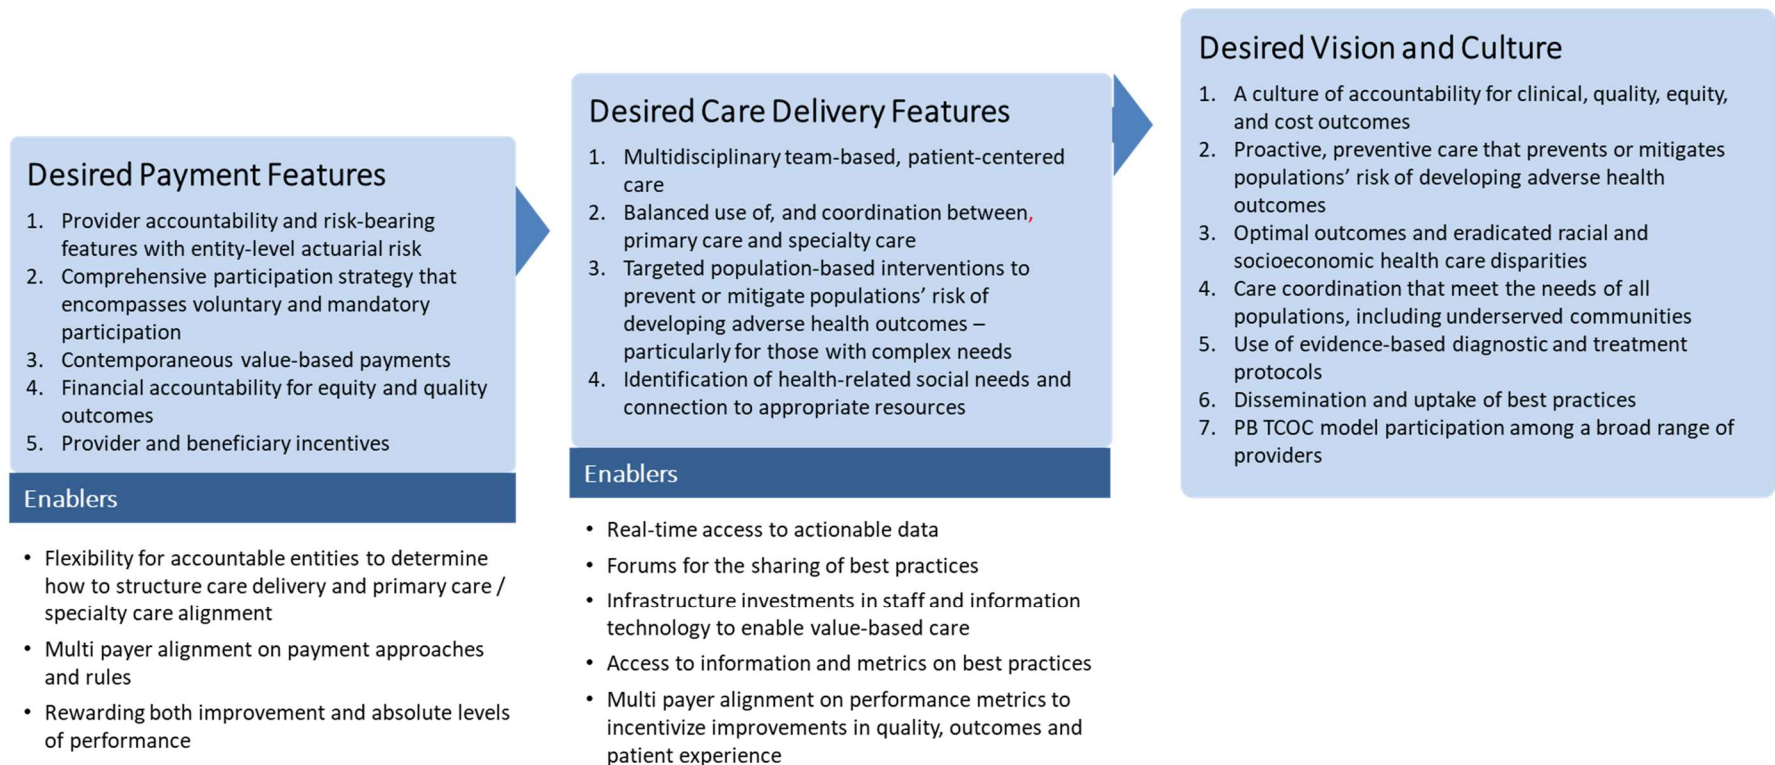 Desired Payment Features
1. Provider accountability and risk-bearing
features with entity-level actuarial risk
2. Comprehensive participation strategy that
encompasses voluntary and mandatory
participation
3. Contemporaneous value-based payments
4. Financial accountability for equity and quality
outcomes
5. Provider and beneficiary incentives
Enablers
• Flexibility for accountable entities to determine
how to structure care delivery and primary care /
specialty care alignment
• Multi payer alignment on payment approaches
and rules
• Rewarding both improvement and absolute levels
of performance
Desired Care Delivery Features
1. Multidisciplinary team-based, patient-centered
care
2. Balanced use of, and coordination between,
primary care and specialty care
3. Targeted population-based interventions to
prevent or mitigate populations’ risk of
developing adverse health outcomes –
particularly for those with complex needs
4. Identification of health-related social needs and
connection to appropriate resources
Enablers
• Real-time access to actionable data
• Forums for the sharing of best practices
• Infrastructure investments in staff and information
technology to enable value-based care
• Access to information and metrics on best practices
• Multi payer alignment on performance metrics to
incentivize improvements in quality, outcomes and
patient experience
Desired Vision and Culture
1. A culture of accountability for clinical, quality, equity,
and cost outcomes
2. Proactive, preventive care that prevents or mitigates
populations’ risk of developing adverse health
outcomes
3. Optimal outcomes and eradicated racial and
socioeconomic health care disparities
4. Care coordination that meet the needs of all
populations, including underserved communities
5. Use of evidence-based diagnostic and treatment
protocols
6. Dissemination and uptake of best practices
7. PB TCOC model participation among a broad range of
providers